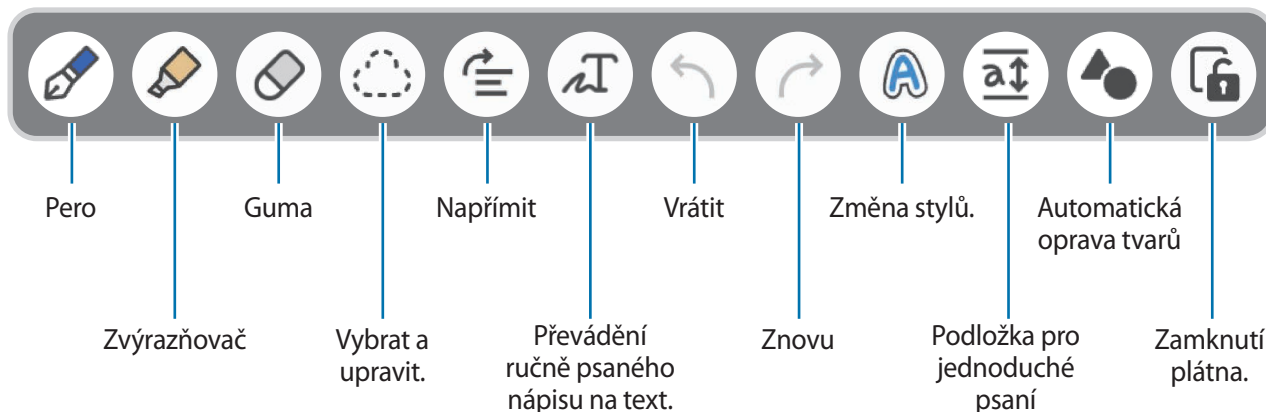 Pero
Guma
Napřímit
Vrátit
Změna stylů.
Automatická
oprava tvarů
Zvýrazňovač
Vybrat a
upravit.
Převádění
ručně psaného
nápisu na text.
Znovu
Podložka pro
jednoduché
psaní
Zamknutí
plátna.